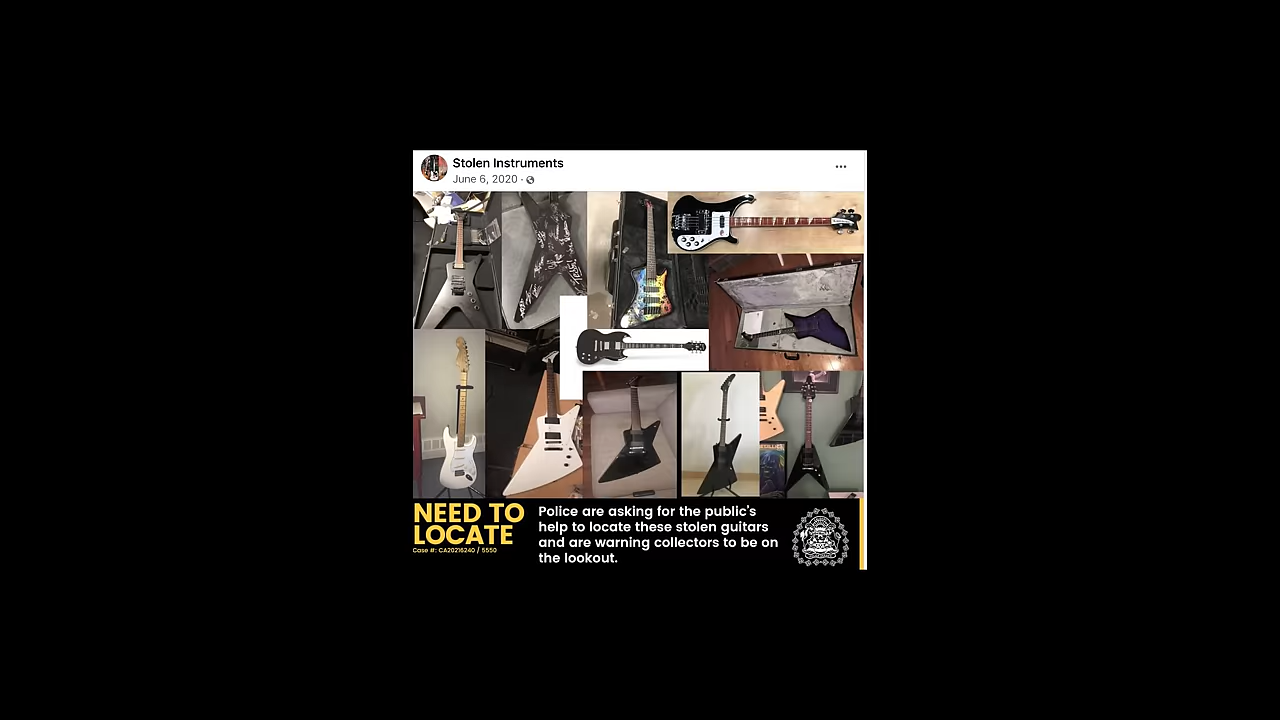 Stolen Instruments
June 6, 2020 ·
NEED TO
LOCATE
Case #: CA20216240 / 5550
Police are asking for the public's
help to locate these stolen guitars
and are warning collectors to be on
the lookout.